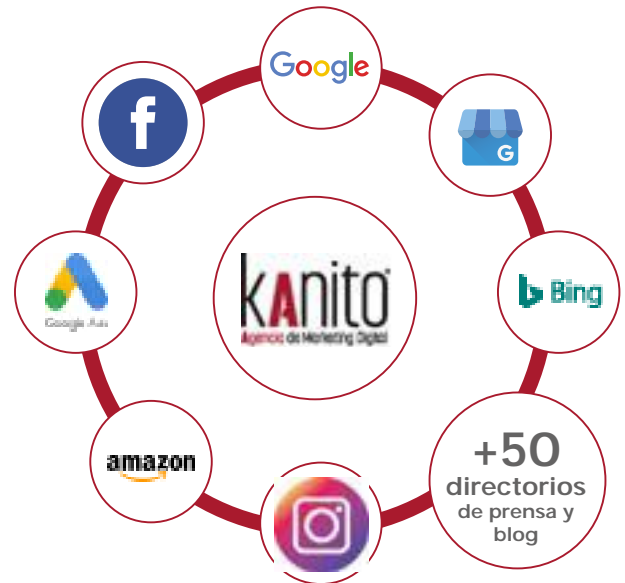 Google
f
G
Google Ads
kAnito
Agencia de Marketing Digital
Bing
amazon
+50
directorios
de prensa y
blog